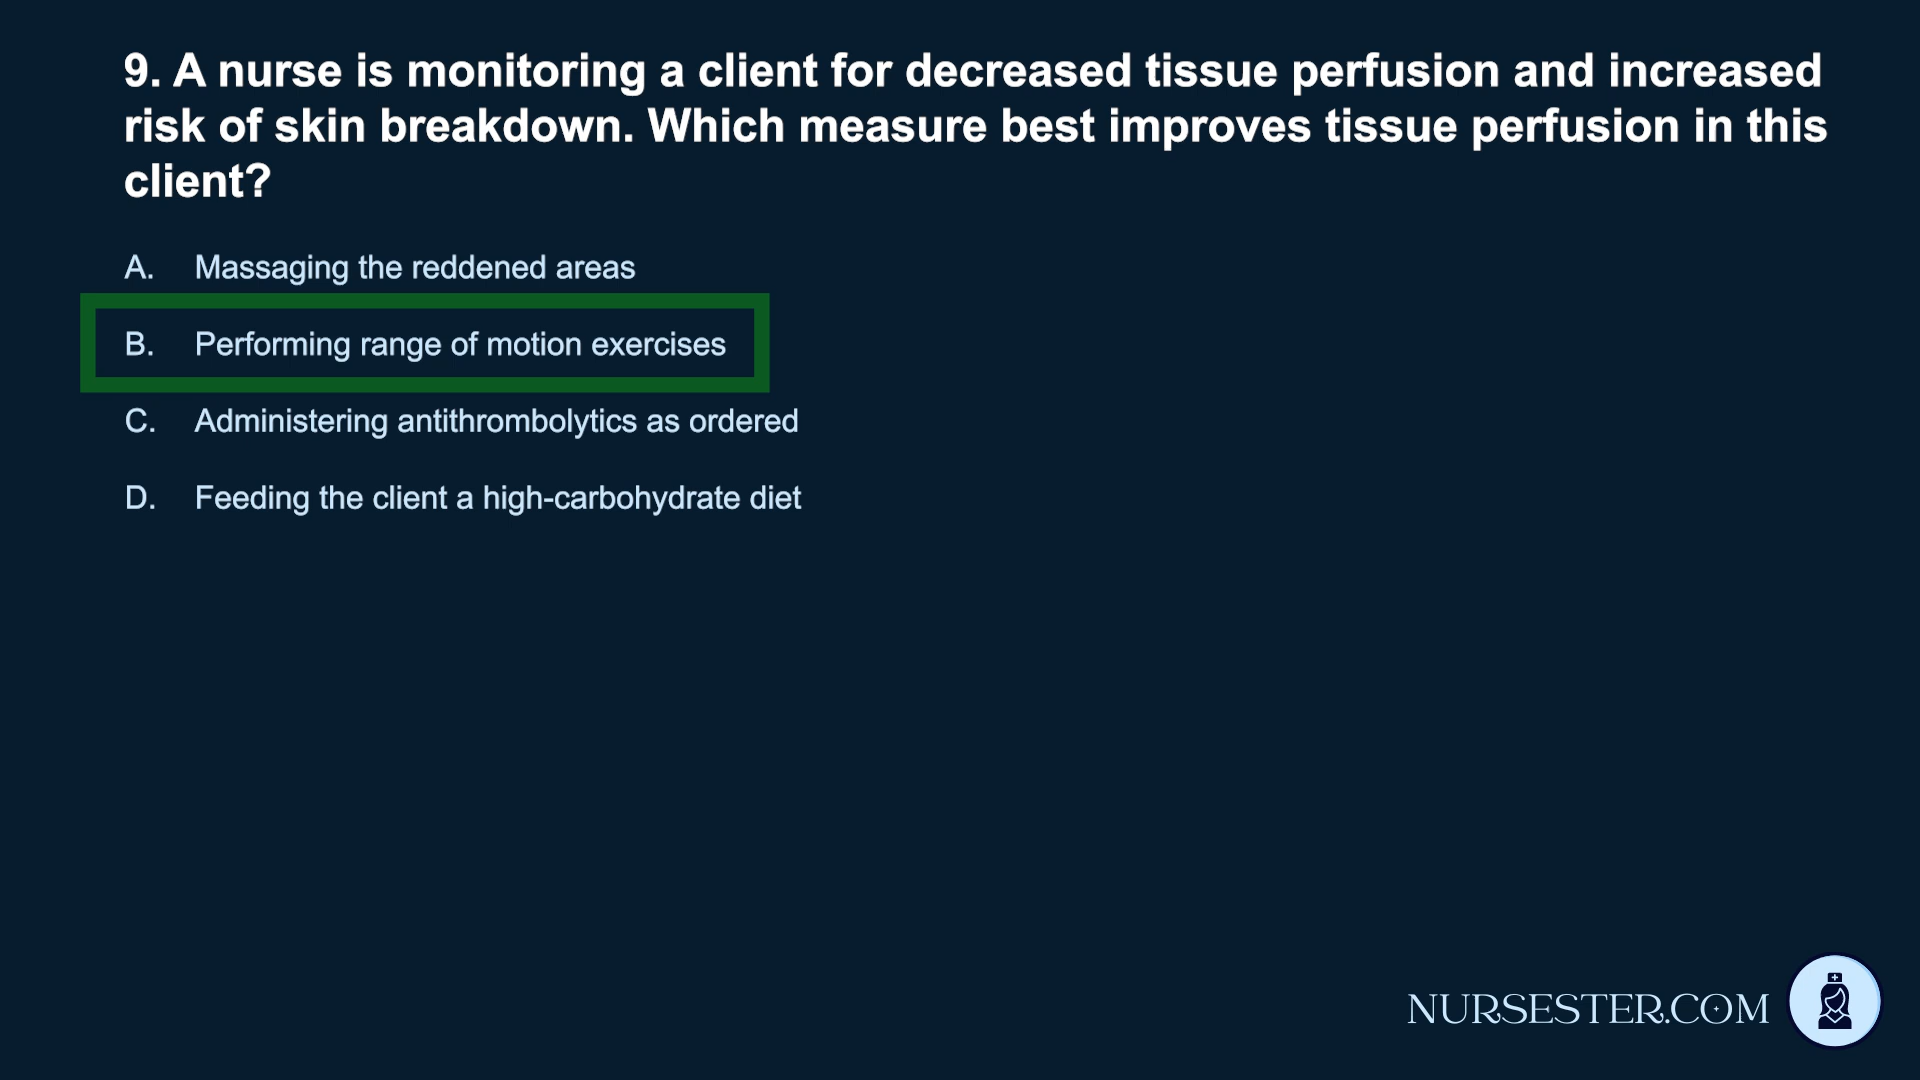 9. A nurse is monitoring a client for decreased tissue perfusion and increased
risk of skin breakdown. Which measure best improves tissue perfusion in this
client?
A. Massaging the reddened areas
B. Performing range of motion exercises
C. Administering antithrombolytics as ordered
D. Feeding the client a high-carbohydrate diet
NURSESTER.COM